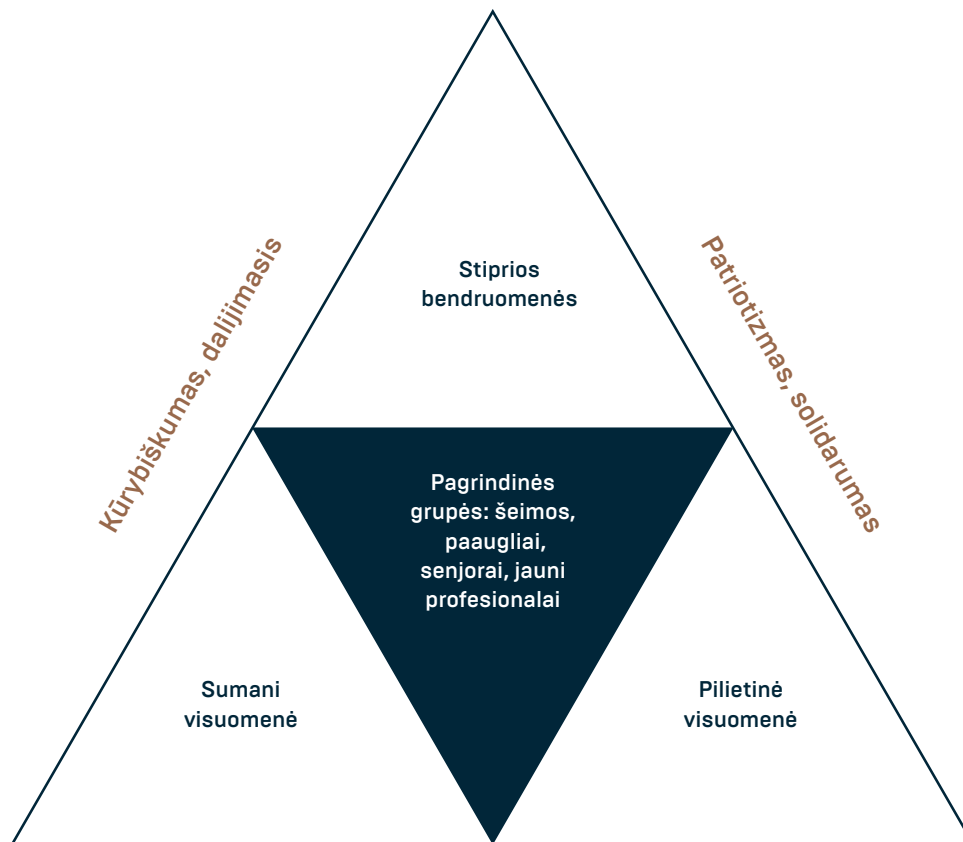 Kūrybiškumas, dalijimasis
Patriotizmas, solidarumas
Stiprios
bendruomenės
Pagrindinės
grupės: šeimos,
paaugliai,
senjorai, jauni
profesionalai
Sumani
visuomenė
Pilietinė
visuomenė